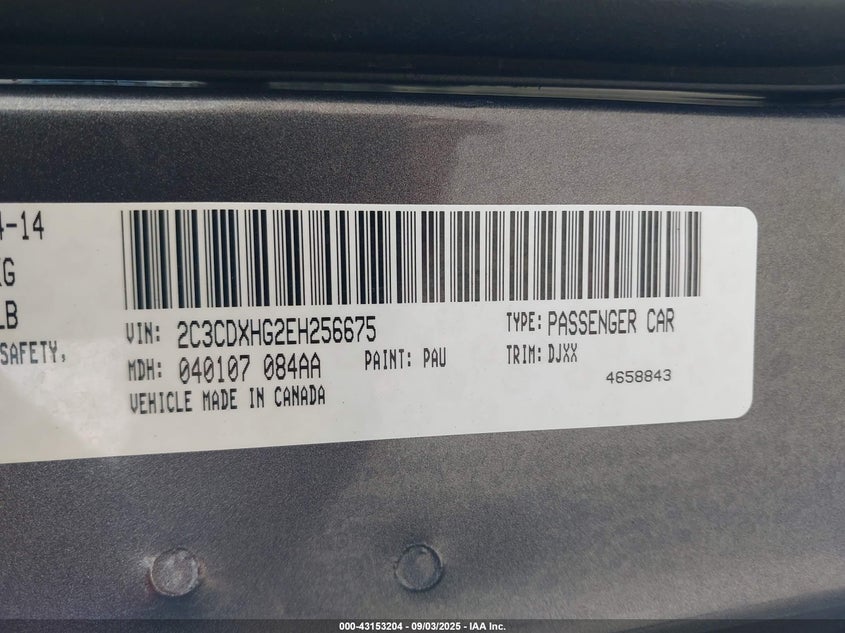 4-14
KG
LB
SAFETY,
VIN: 2C3CDXHG2EH256675
TYPE: PASSENGER CAR
MDH: 040107 084AA
PAINT: PAU
TRIM: DJXX
VEHICLE MADE IN CANADA
4658843
000-43153204 - 09/03/2025 - IAA Inc.